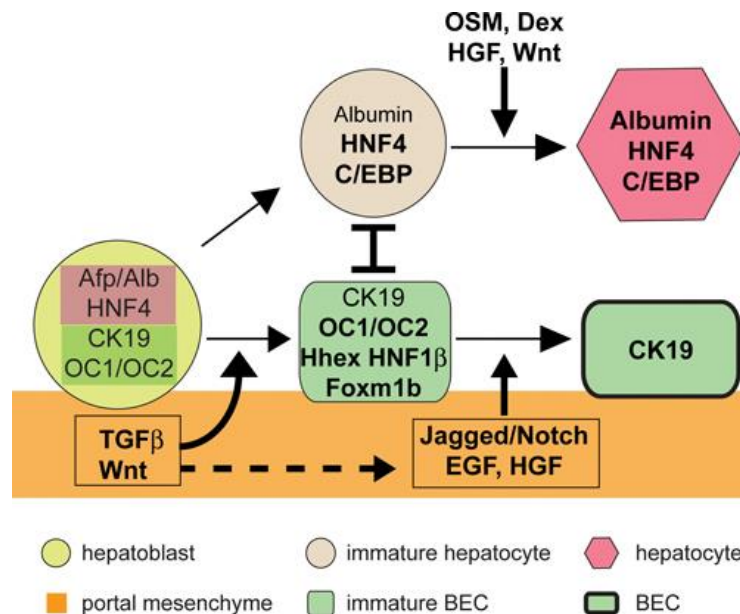 OSM, Dex
HGF, Wnt
Albumin
HNF4
C/EBP
Albumin
HNF4
C/EBP
Afp/Alb
HNF4
CK19
OC1/OC2
CK19
OC1/OC2
Hhex HNF1β
Foxm1b
CK19
TGFβ
Wnt
Jagged/Notch
EGF, HGF
hepatoblast
immature hepatocyte
hepatocyte
portal mesenchyme
immature BEC
BEC